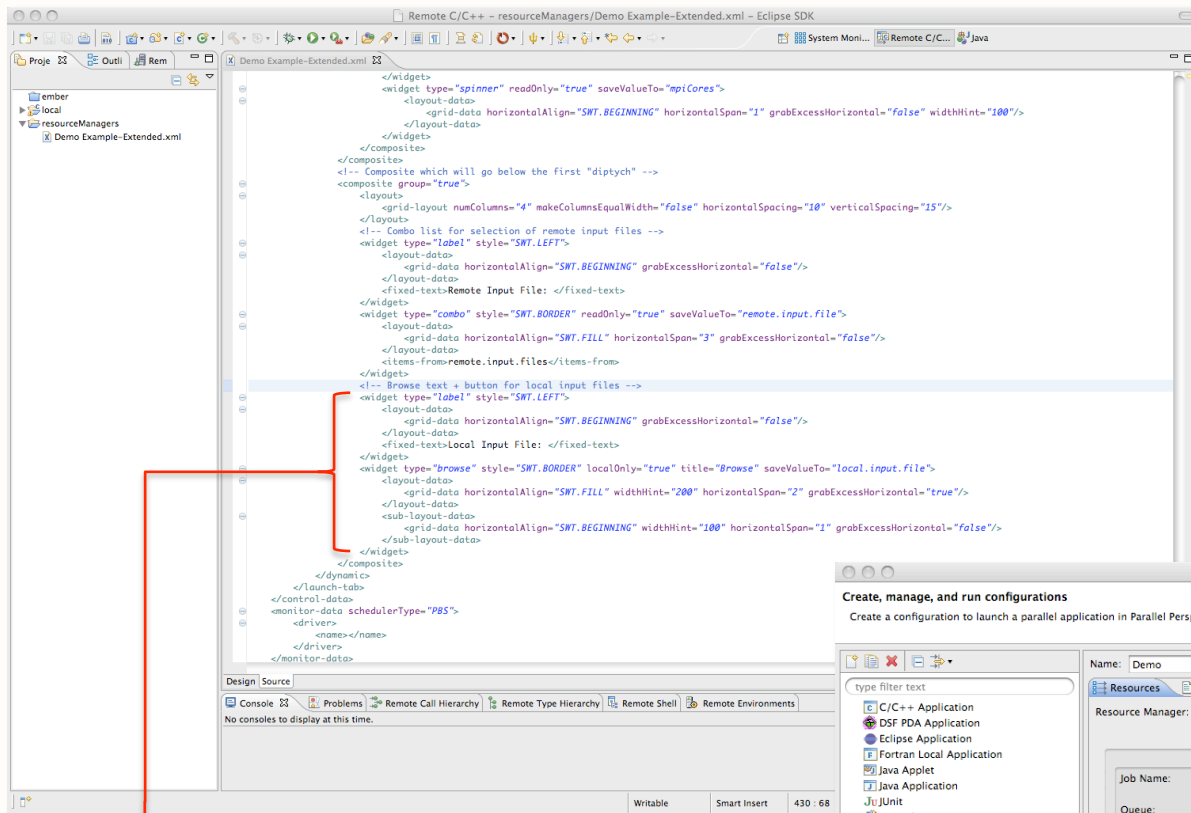 Remote C/C++ - resourceManagers/Demo Example-Extended.xml - Eclipse SDK
System Moni... Remote C/C... Java
Proje Outli Rem
Demo Example-Extended.xml
ember
local
resourceManagers
Demo Example-Extended.xml
</widget>
<widget type="spinner" readOnly="true" saveValueTo="mpiCores">
<layout-data>
<grid-data horizontalAlign="SWT.BEGINNING" horizontalSpan="1" grabExcessHorizontal="false" widthHint="100"/>
</layout-data>
</widget>
</composite>
</composite>
<!-- Composite which will go below the first "diptych" -->
<composite group="true">
<layout>
<grid-layout numColumns="4" makeColumnsEqualWidth="false" horizontalSpacing="10" verticalSpacing="15"/>
</layout>
<!-- Combo list for selection of remote input files -->
<widget type="label" style="SWT.LEFT">
<layout-data>
<grid-data horizontalAlign="SWT.BEGINNING" grabExcessHorizontal="false"/>
</layout-data>
<fixed-text>Remote Input File: </fixed-text>
</widget>
<widget type="combo" style="SWT.BORDER" readOnly="true" saveValueTo="remote.input.file">
<layout-data>
<grid-data horizontalAlign="SWT.FILL" horizontalSpan="3" grabExcessHorizontal="false"/>
</layout-data>
<items-from>remote.input.files</items-from>
</widget>
<!-- Browse text + button for local input files -->
<widget type="label" style="SWT.LEFT">
<layout-data>
<grid-data horizontalAlign="SWT.BEGINNING" grabExcessHorizontal="false"/>
</layout-data>
<fixed-text>Local Input File: </fixed-text>
</widget>
<widget type="browse" style="SWT.BORDER" localOnly="true" title="Browse" saveValueTo="local.input.file">
<layout-data>
<grid-data horizontalAlign="SWT.FILL" widthHint="200" horizontalSpan="2" grabExcessHorizontal="true"/>
</layout-data>
<sub-layout-data>
<grid-data horizontalAlign="SWT.BEGINNING" widthHint="100" horizontalSpan="1" grabExcessHorizontal="false"/>
</sub-layout-data>
</widget>
</composite>
</dynamic>
</launch-tab>
</control-data>
<monitor-data schedulerType="PBS">
<driver>
<name></name>
</driver>
</monitor-data>
Design Source
Console Problems Remote Call Hierarchy Remote Type Hierarchy Remote Shell Remote Environments
No consoles to display at this time.
Writable Smart Insert 430 : 68
Create, manage, and run configurations
Create a configuration to launch a parallel application in Parallel Pers
Name: Demo
type filter text
Resources
Resource Manager:
C/C++ Application
DSF PDA Application
Eclipse Application
Fortran Local Application
Java Applet
Java Application
JUnit
Job Name:
Queue: